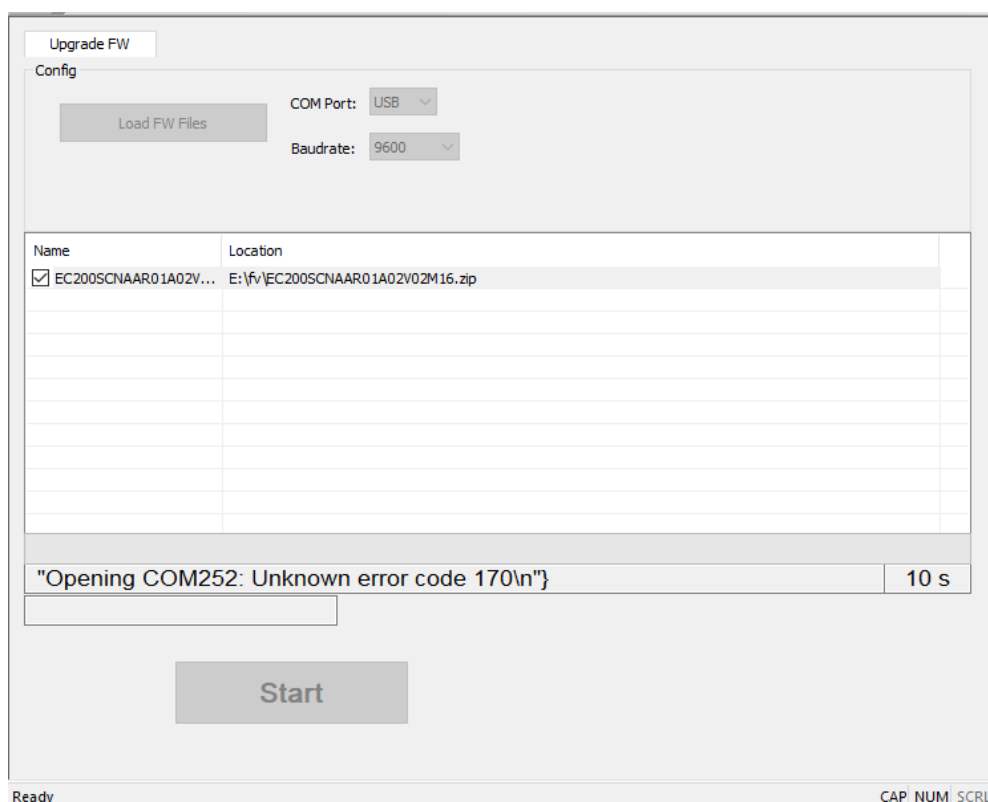 Upgrade FW
Config
Load FW Files
COM Port:
USB
Baudrate:
9600
Name Location
EC200SCNAAR01A02V... E:\fv\EC200SCNAAR01A02V02M16.zip
"Opening COM252: Unknown error code 170\n"} 10 s
Start
Ready CAP NUM SCRL